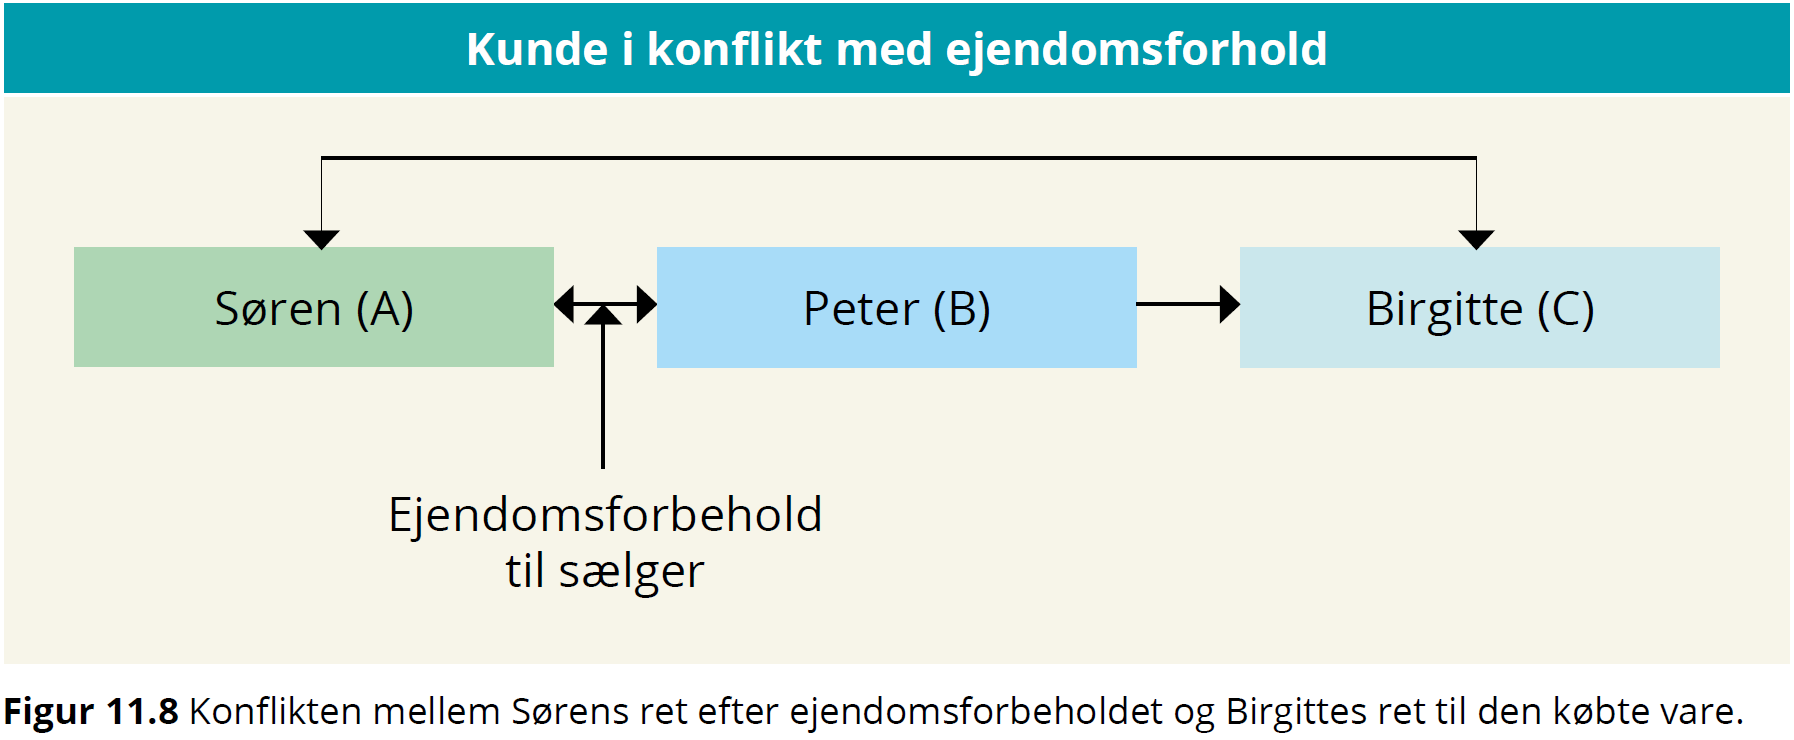 Kunde i konflikt med ejendomsforhold
Søren (A)
Peter (B)
Birgitte (C)
Ejendomsforbehold
til sælger
Figur 11.8 Konflikten mellem Sørens ret efter ejendomsforbeholdet og Birgittes ret til den købte vare.